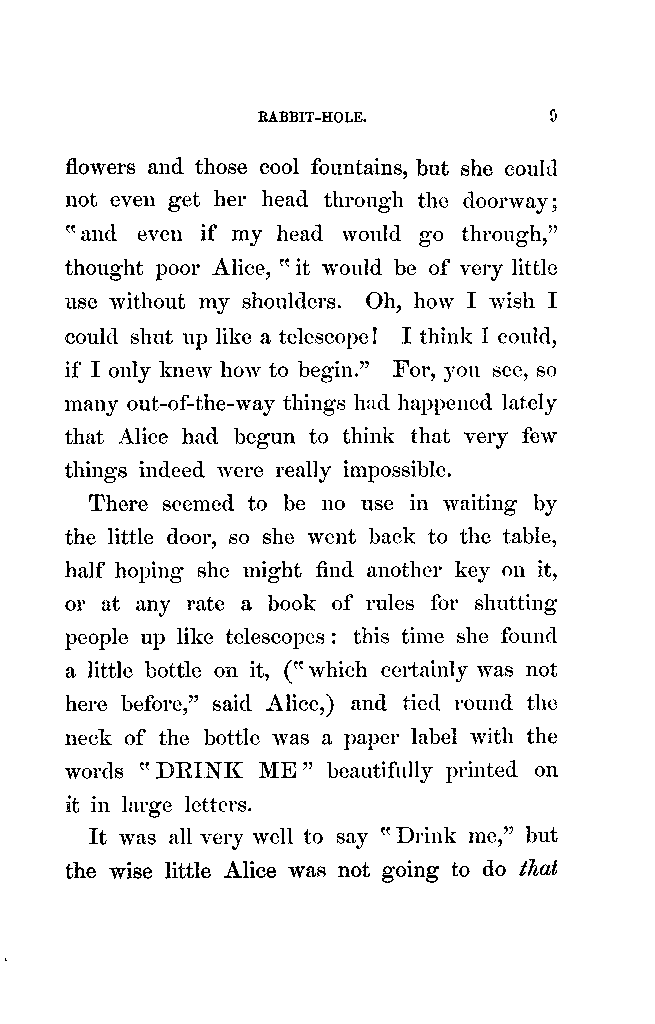 RABBIT-HOLE. 9
flowers and those cool fountains, but she could
not even get her head through the doorway;
"and even if my head would go through,"
thought poor Alice, "it would be of very little
use without my shoulders. Oh, how I wish I
could shut up like a telescope! I think I could,
if I only knew how to begin." For, you see, so
many out-of-the-way things had happened lately
that Alice had begun to think that very few
things indeed were really impossible.
There seemed to be no use in waiting by
the little door, so she went back to the table,
half hoping she might find another key on it,
or at any rate a book of rules for shutting
people up like telescopes: this time she found
a little bottle on it, ("which certainly was not
here before," said Alice,) and tied round the
neck of the bottle was a paper label with the
words "DRINK ME" beautifully printed on
it in large letters.
It was all very well to say "Drink me," but
the wise little Alice was not going to do that